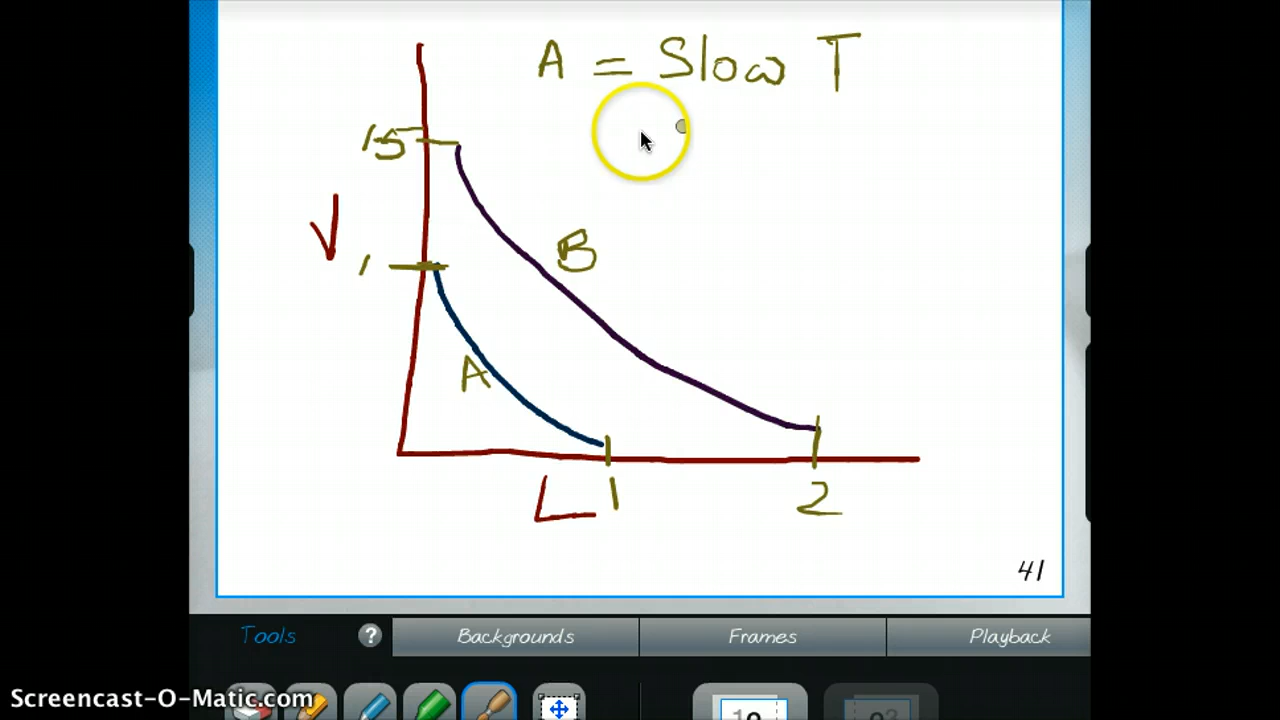 A = Slow T
15
V
1
B
A
L 1 2
41
Tools ? Backgrounds Frames Playback
Screencast-O-Matic.com